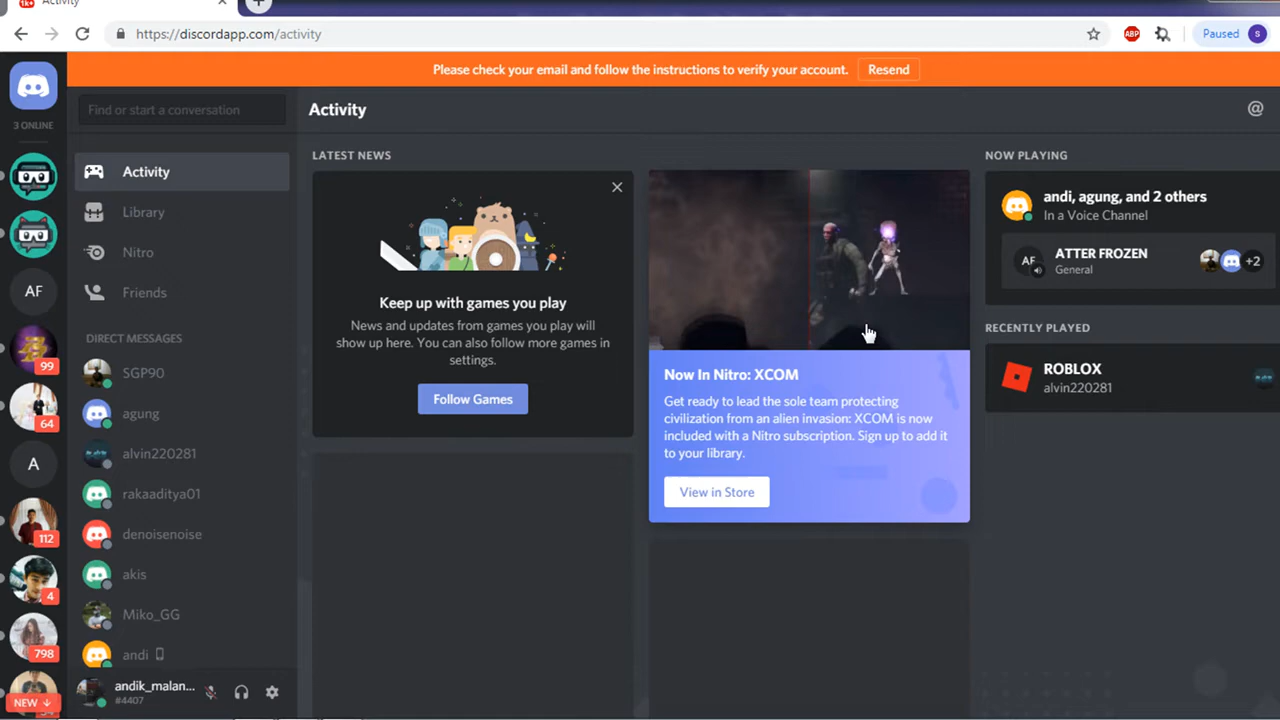 1k+
Activity
https://discordapp.com/activity
ABP
Paused
S
Please check your email and follow the instructions to verify your account.
Resend
3 ONLINE
AF
99
64
A
112
4
798
NEW ↓
Find or start a conversation
Activity
Library
Nitro
Friends
DIRECT MESSAGES
SGP90
agung
alvin220281
rakaaditya01
denoisenoise
akis
Miko_GG
andi
andik_malan...
#4407
Activity
@
LATEST NEWS
Keep up with games you play
News and updates from games you play will
show up here. You can also follow more games in
settings.
Follow Games
Now In Nitro: XCOM
Get ready to lead the sole team protecting
civilization from an alien invasion: XCOM is now
included with a Nitro subscription. Sign up to add it
to your library.
View in Store
NOW PLAYING
andi, agung, and 2 others
In a Voice Channel
AF
ATTER FROZEN
General
+2
RECENTLY PLAYED
ROBLOX
alvin220281